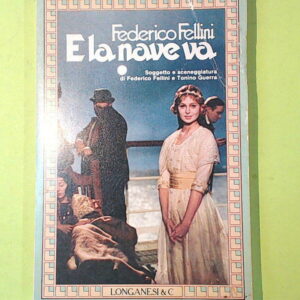 Federico Fellini
E la nave va
Soggetto e sceneggiatura
di Federico Fellini e Tonino Guerra
LONGANESI & C